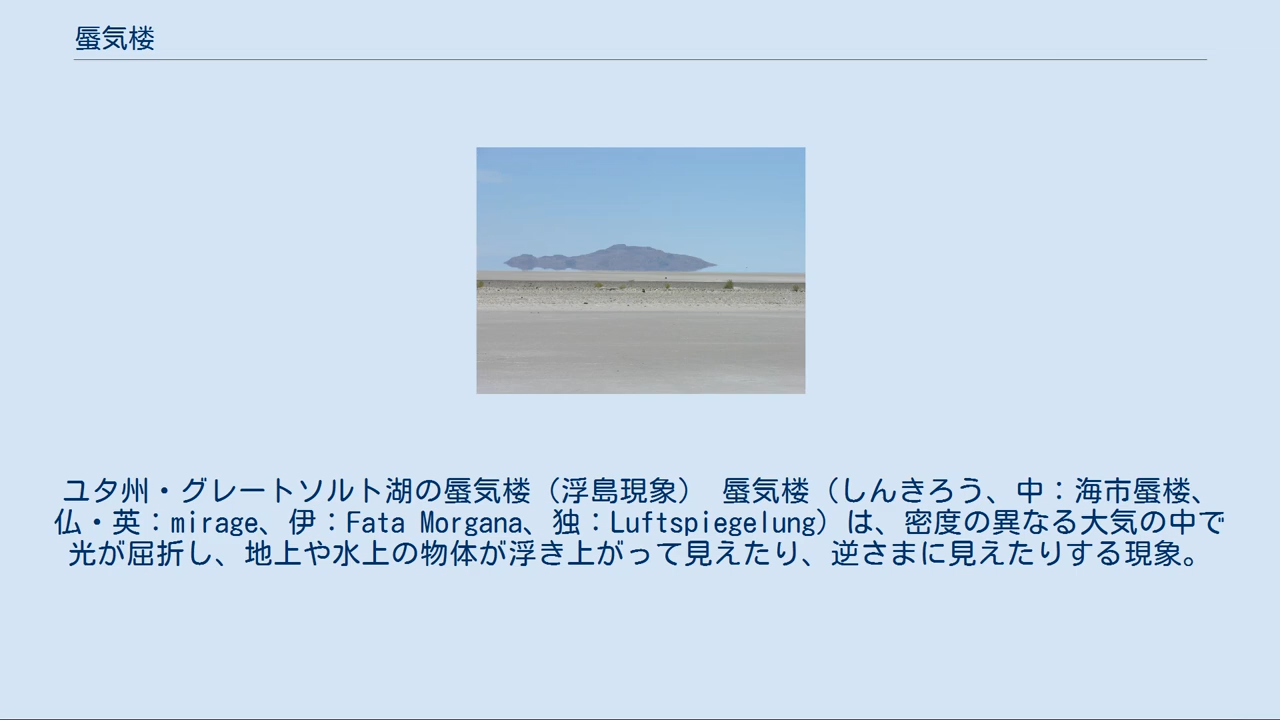 蜃気楼
ユタ州・グレートソルト湖の蜃気楼（浮島現象） 蜃気楼（しんきろう、中：海市蜃楼、
仏・英：mirage、伊：Fata Morgana、独：Luftspiegelung）は、密度の異なる大気の中で
光が屈折し、地上や水上の物体が浮き上がって見えたり、逆さまに見えたりする現象。